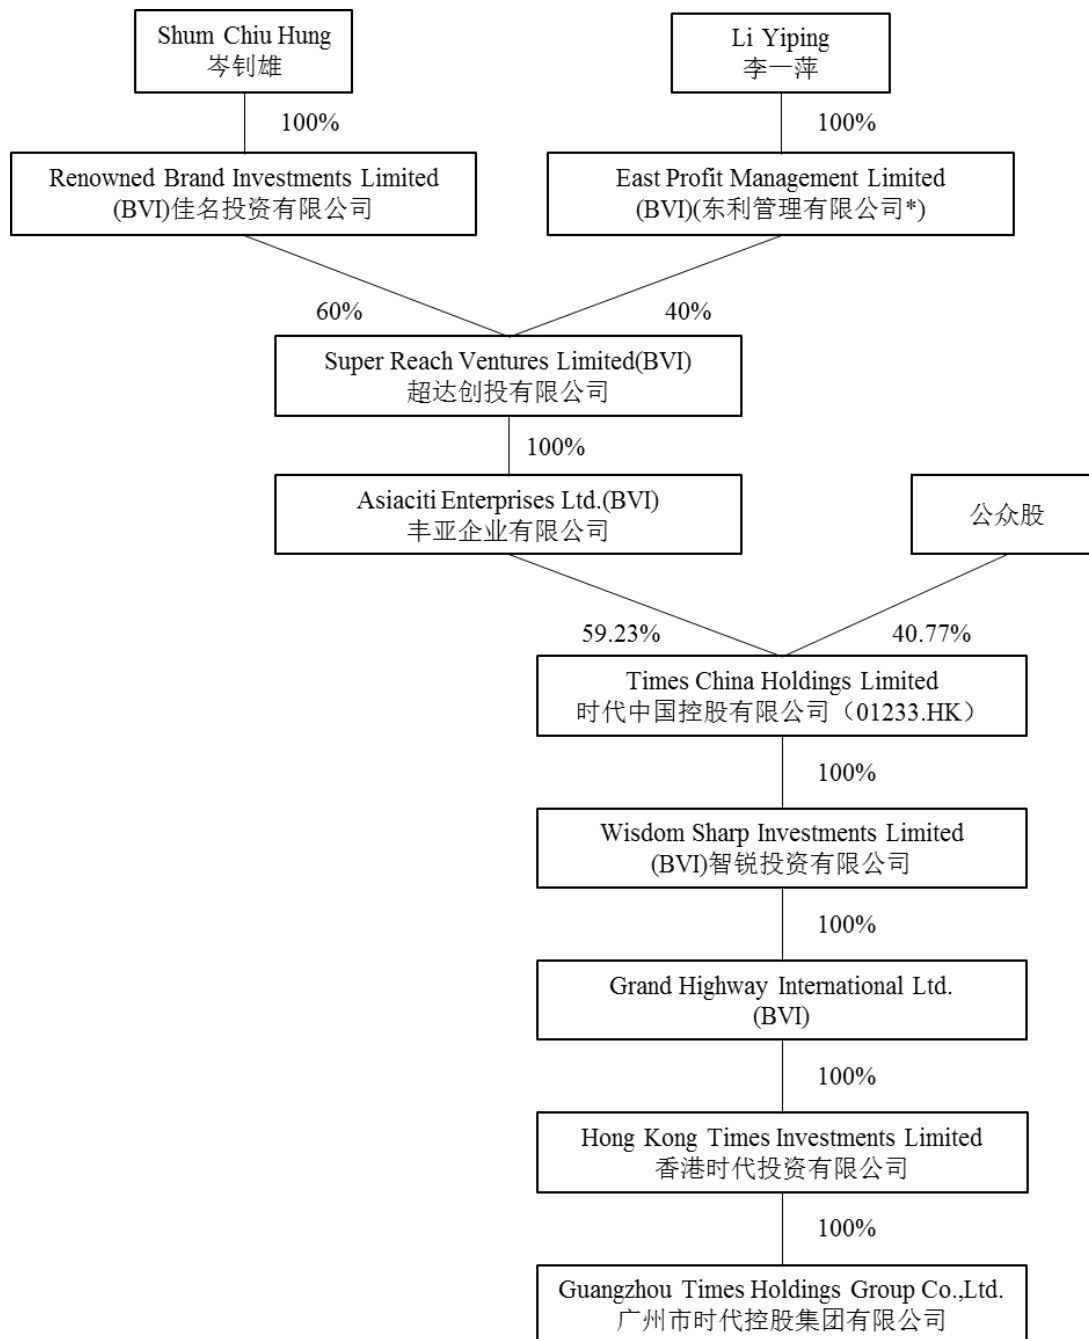 Shum Chiu Hung
岑钊雄
Li Yiping
李一萍
100%
100%
Renowned Brand Investments Limited
(BVI)佳名投资有限公司
East Profit Management Limited
(BVI)(东利管理有限公司*)
60%
40%
Super Reach Ventures Limited(BVI)
超达创投有限公司
100%
Asiaciti Enterprises Ltd.(BVI)
丰亚企业有限公司
公众股
59.23%
40.77%
Times China Holdings Limited
时代中国控股有限公司（01233.HK）
100%
Wisdom Sharp Investments Limited
(BVI)智锐投资有限公司
100%
Grand Highway International Ltd.
(BVI)
100%
Hong Kong Times Investments Limited
香港时代投资有限公司
100%
Guangzhou Times Holdings Group Co.,Ltd.
广州市时代控股集团有限公司